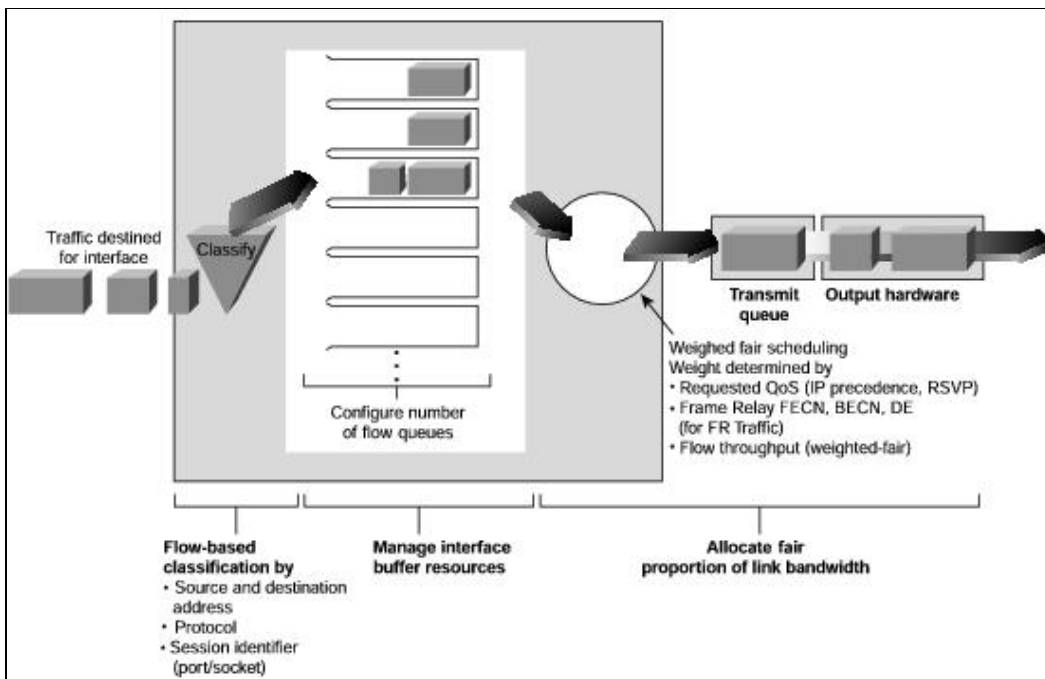 Traffic destined
for interface
Classify
Configure number
of flow queues
Transmit
queue
Output hardware
Weighed fair scheduling
Weight determined by
• Requested QoS (IP precedence, RSVP)
• Frame Relay FECN, BECN, DE
(for FR Traffic)
• Flow throughput (weighted-fair)
Flow-based
classification by
• Source and destination
address
• Protocol
• Session identifier
(port/socket)
Manage interface
buffer resources
Allocate fair
proportion of link bandwidth